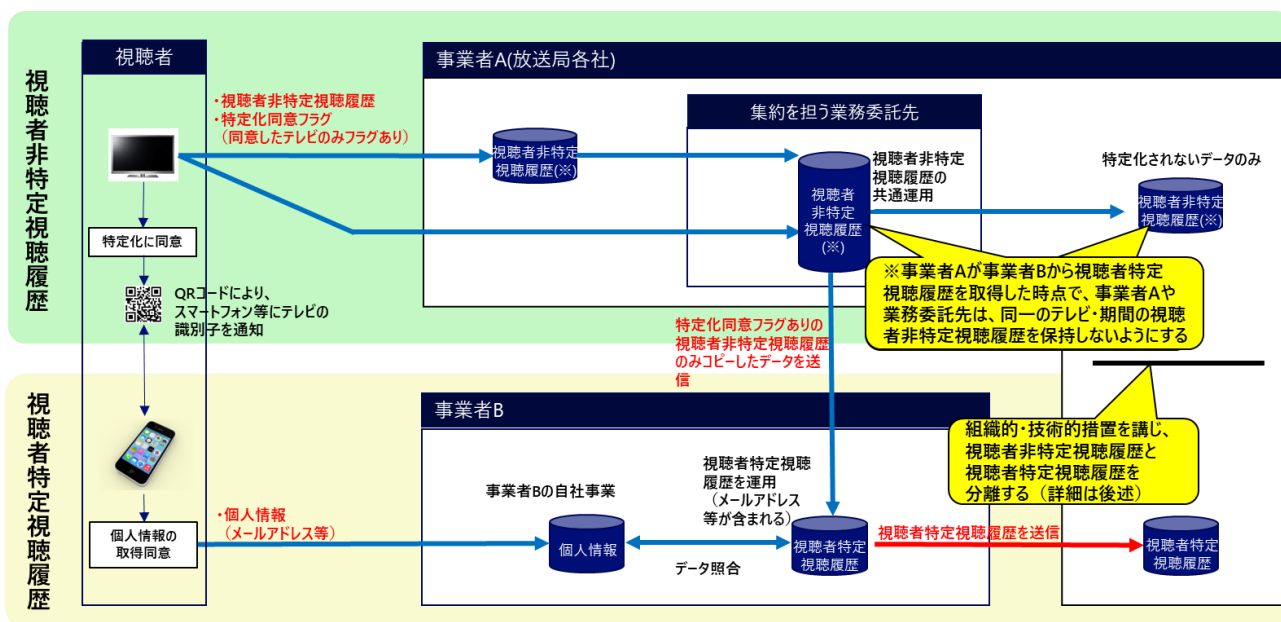 視聴者非特定視聴履歴
視聴者
事業者A(放送局各社)
・視聴者非特定視聴履歴
・特定化同意フラグ
（同意したテレビのみフラグあり）
視聴者非特定
視聴履歴(※)
集約を担う業務委託先
視聴者
非特定
視聴履歴
(※)
視聴者非特定
視聴履歴の
共通運用
特定化されないデータのみ
視聴者非特定
視聴履歴(※)
特定化に同意
QRコードにより、
スマートフォン等にテレビの
識別子を通知
※事業者Aが事業者Bから視聴者特定
視聴履歴を取得した時点で、事業者Aや
業務委託先は、同一のテレビ・期間の視聴
者非特定視聴履歴を保持しないようにする
特定化同意フラグありの
視聴者非特定視聴履歴
のみコピーしたデータを送
信
視聴者特定視聴履歴
事業者B
組織的・技術的措置を講じ、
視聴者非特定視聴履歴と
視聴者特定視聴履歴を
分離する（詳細は後述）
視聴者特定視聴
履歴を運用
（メールアドレス
等が含まれる）
事業者Bの自社事業
個人情報の
取得同意
・個人情報
（メールアドレス等）
個人情報
データ照合
視聴者特定
視聴履歴
視聴者特定視聴履歴を送信
視聴者特定
視聴履歴